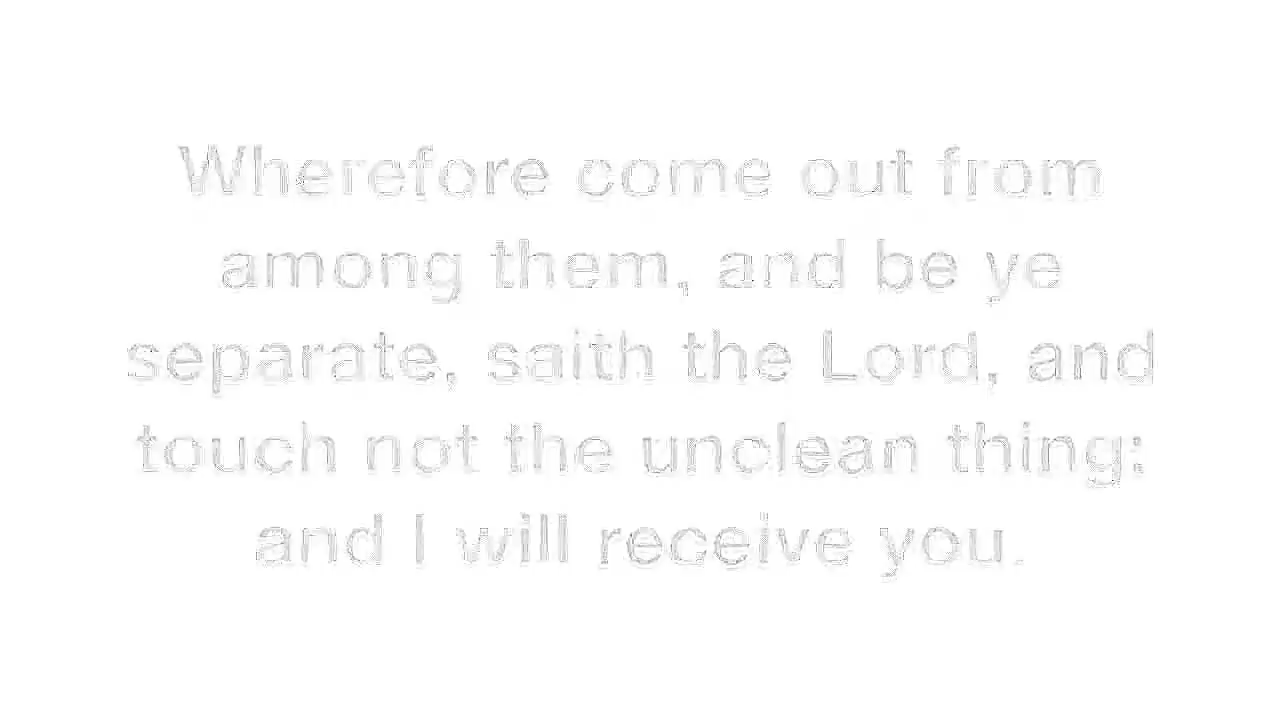 Wherefore come out from
among them, and be ye
separate, saith the Lord, and
touch not the unclean thing;
and I will receive you.